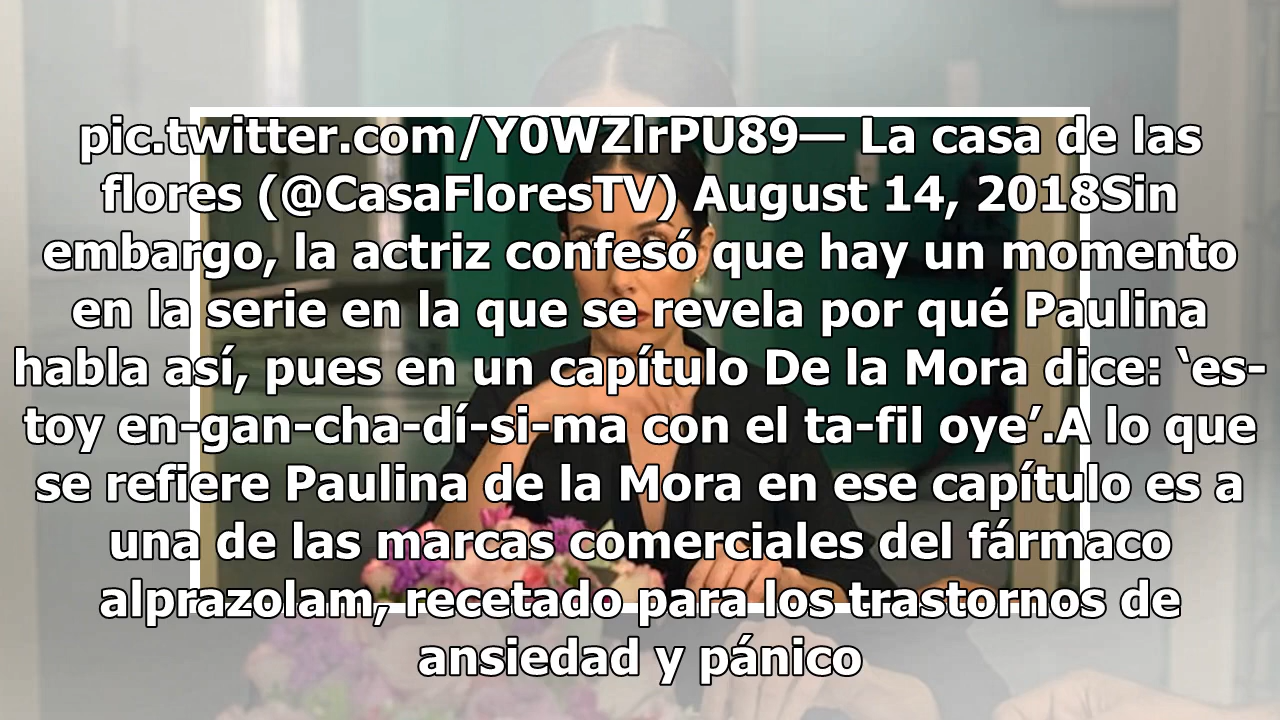 pic.twitter.com/Y0WZlrPU89— La casa de las
flores (@CasaFloresTV) August 14, 2018Sin
embargo, la actriz confesó que hay un momento
en la serie en la que se revela por qué Paulina
habla así, pues en un capítulo De la Mora dice: ‘es-
toy en-gan-cha-dí-si-ma con el ta-fil oye’.A lo que
se refiere Paulina de la Mora en ese capítulo es a
una de las marcas comerciales del fármaco
alprazolam, recetado para los trastornos de
ansiedad y pánico